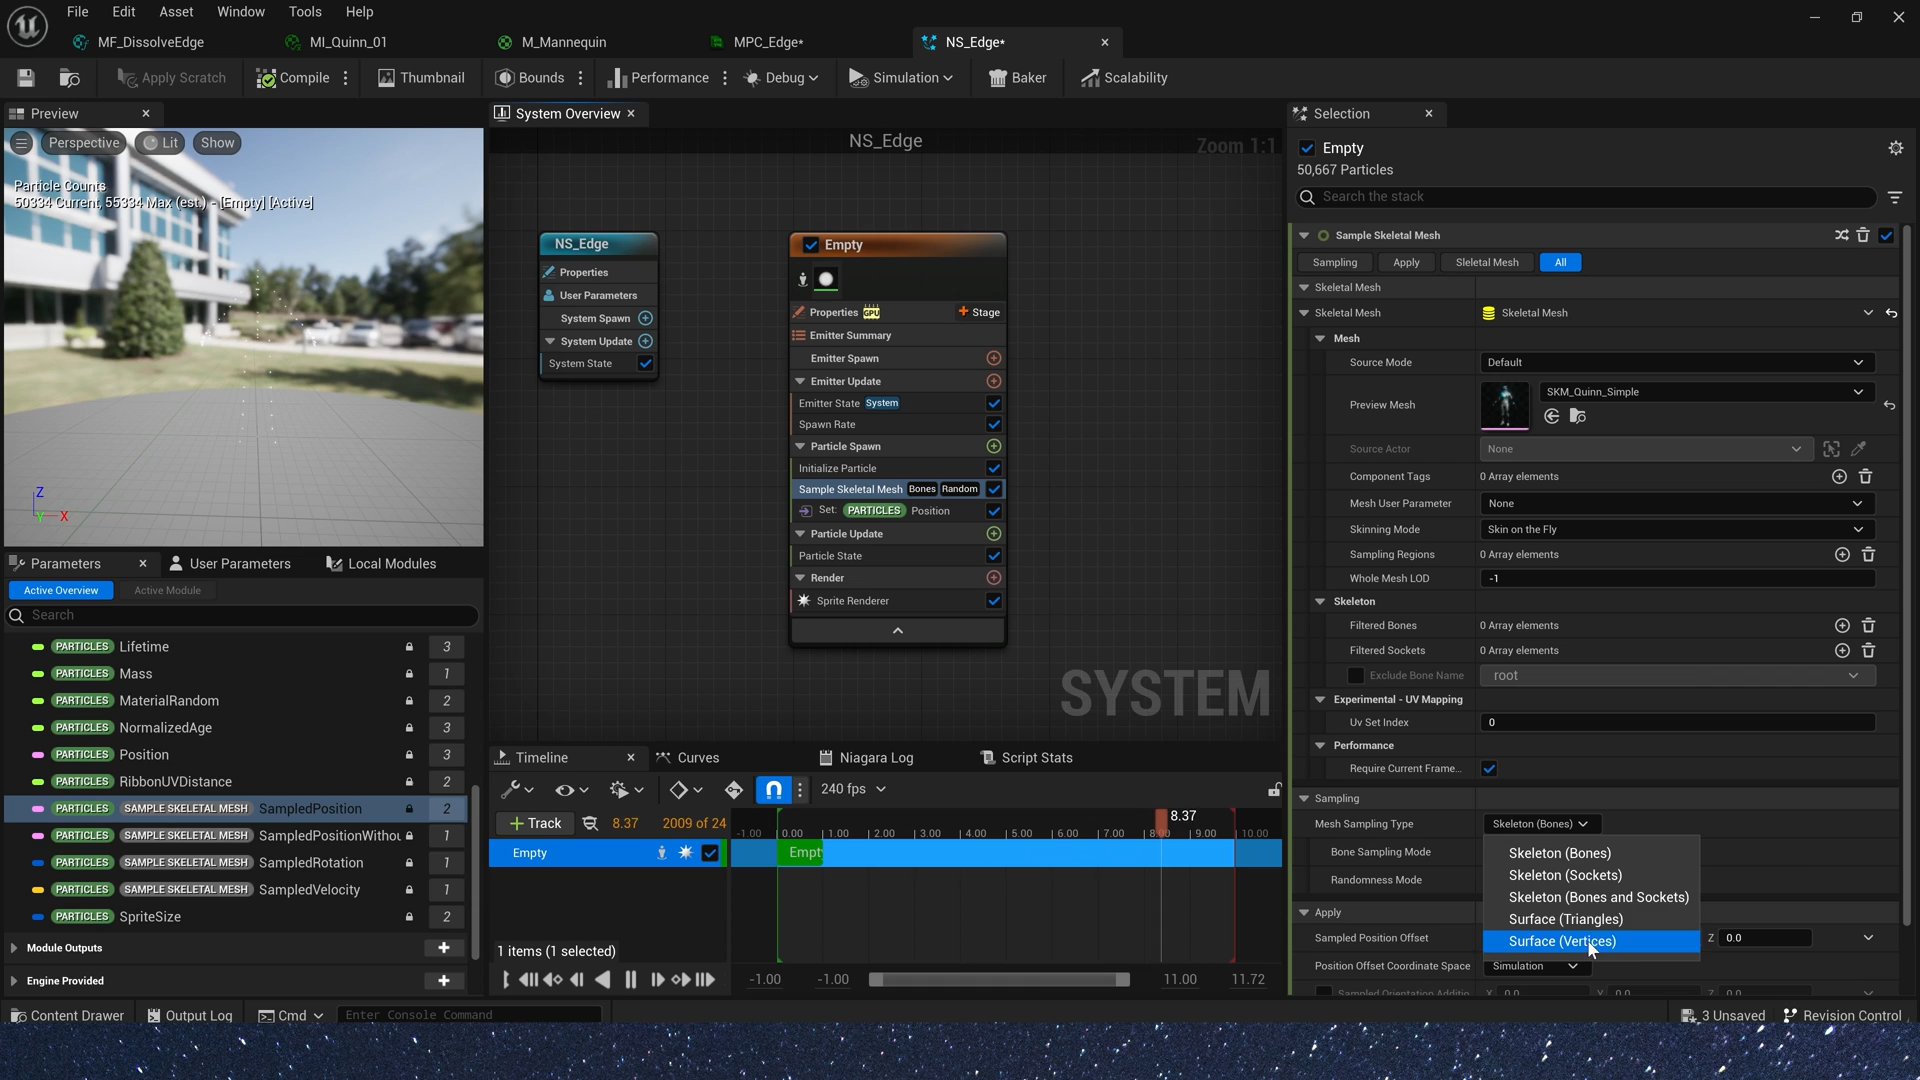 File Edit Asset Window Tools Help
MF_DissolveEdge MI_Quinn_01 M_Mannequin MPC_Edge* NS_Edge*
Apply Scratch Compile Thumbnail Bounds Performance Debug Simulation Baker Scalability
Preview
Perspective Lit Show
Particle Counts
50334 Current, 55334 Max (est.) - [Empty] [Active]
Z
Y X
Parameters User Parameters Local Modules
Active Overview Active Module
Search
PARTICLES Lifetime 3
PARTICLES Mass 1
PARTICLES MaterialRandom 2
PARTICLES NormalizedAge 3
PARTICLES Position 3
PARTICLES RibbonUVDistance 2
PARTICLES SAMPLE SKELETAL MESH SampledPosition 2
PARTICLES SAMPLE SKELETAL MESH SampledPositionWithou 1
PARTICLES SAMPLE SKELETAL MESH SampledRotation 1
PARTICLES SAMPLE SKELETAL MESH SampledVelocity 1
PARTICLES SpriteSize 2
Module Outputs
Engine Provided
System Overview
NS_Edge Zoom 1:1
NS_Edge
Properties
User Parameters
System Spawn
System Update
System State
Empty
Properties GPU Stage
Emitter Summary
Emitter Spawn
Emitter Update
Emitter State System
Spawn Rate
Particle Spawn
Initialize Particle
Sample Skeletal Mesh Bones Random
Set: PARTICLES Position
Particle Update
Particle State
Render
Sprite Renderer
SYSTEM
Timeline Curves Niagara Log Script Stats
240 fps
Track 8.37 2009 of 24
8.37
-1.00 0.00 1.00 2.00 3.00 4.00 5.00 6.00 7.00 8.00 9.00 10.00
Empty Empt
1 items (1 selected)
-1.00 -1.00 11.00 11.72
Selection
Empty
50,667 Particles
Search the stack
Sample Skeletal Mesh
Sampling Apply Sleletal Mesh All
Skeletal Mesh
Skeletal Mesh Skeletal Mesh
Mesh
Source Mode Default
Preview Mesh SKM_Quinn_Simple
Source Actor None
Component Tags 0 Array elements
Mesh User Parameter None
Skinning Mode Skin on the Fly
Sampling Regions 0 Array elements
Whole Mesh LOD -1
Skeleton
Filtered Bones 0 Array elements
Filtered Sockets 0 Array elements
Exclude Bone Name root
Experimental - UV Mapping
Uv Set Index 0
Performance
Require Current Frame...
Sampling
Mesh Sampling Type Skeleton (Bones)
Bone Sampling Mode
Randomness Mode
Skeleton (Bones)
Skeleton (Sockets)
Skeleton (Bones and Sockets)
Surface (Triangles)
Surface (Vertices)
Apply
Sampled Position Offset Z 0.0
Position Offset Coordinate Space Simulation
Sampled Orientation Additio X 0.0 Y 0.0 Z 0.0
Content Drawer Output Log Cmd Enter Console Command 3 Unsaved Revision Control